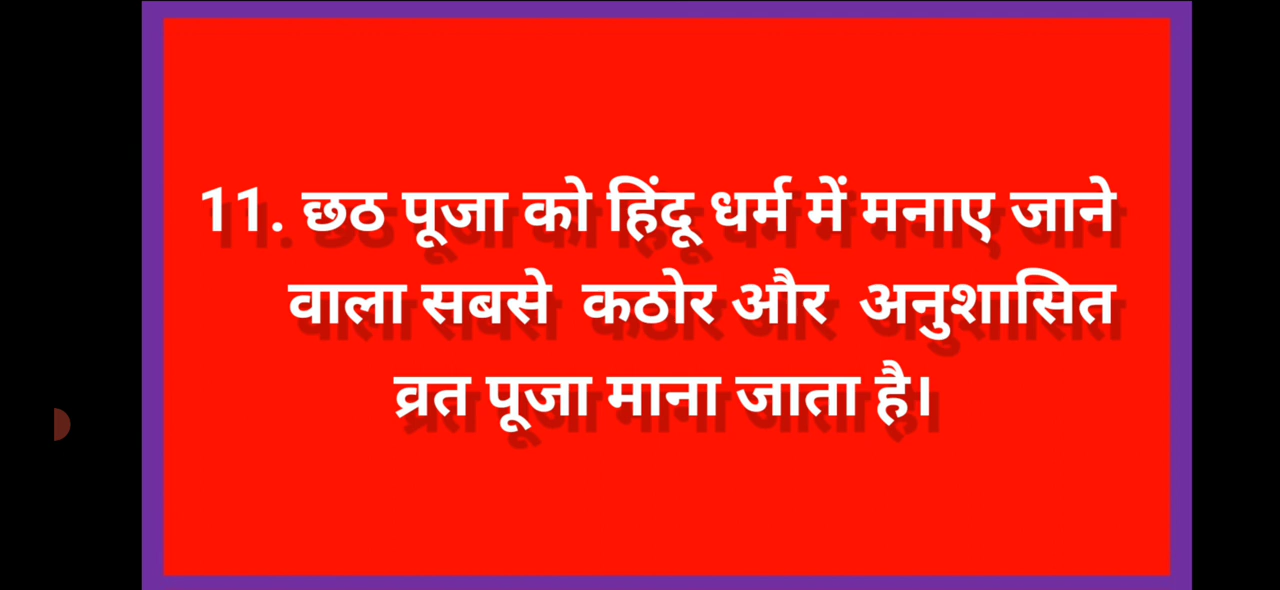 11. छठ पूजा को हिंदू धर्म में मनाए जाने
वाला सबसे कठोर और अनुशासित
व्रत पूजा माना जाता है।